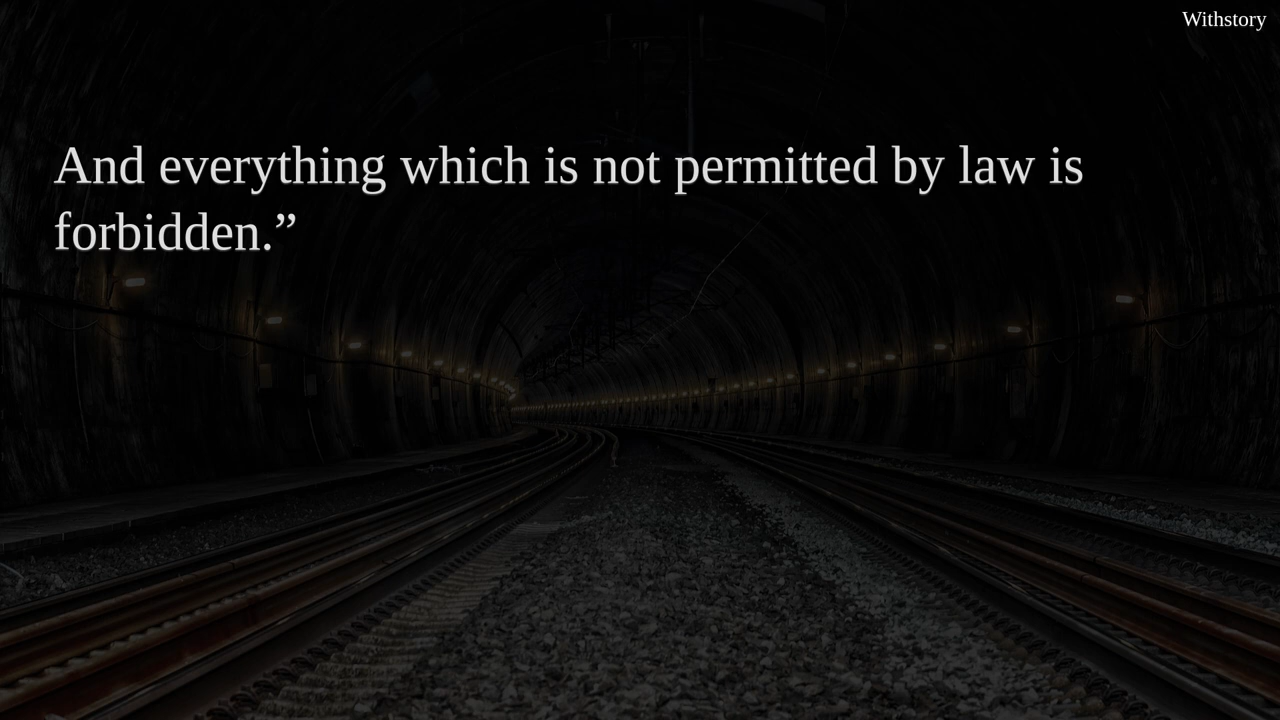 Withstory
And everything which is not permitted by law is
forbidden.”